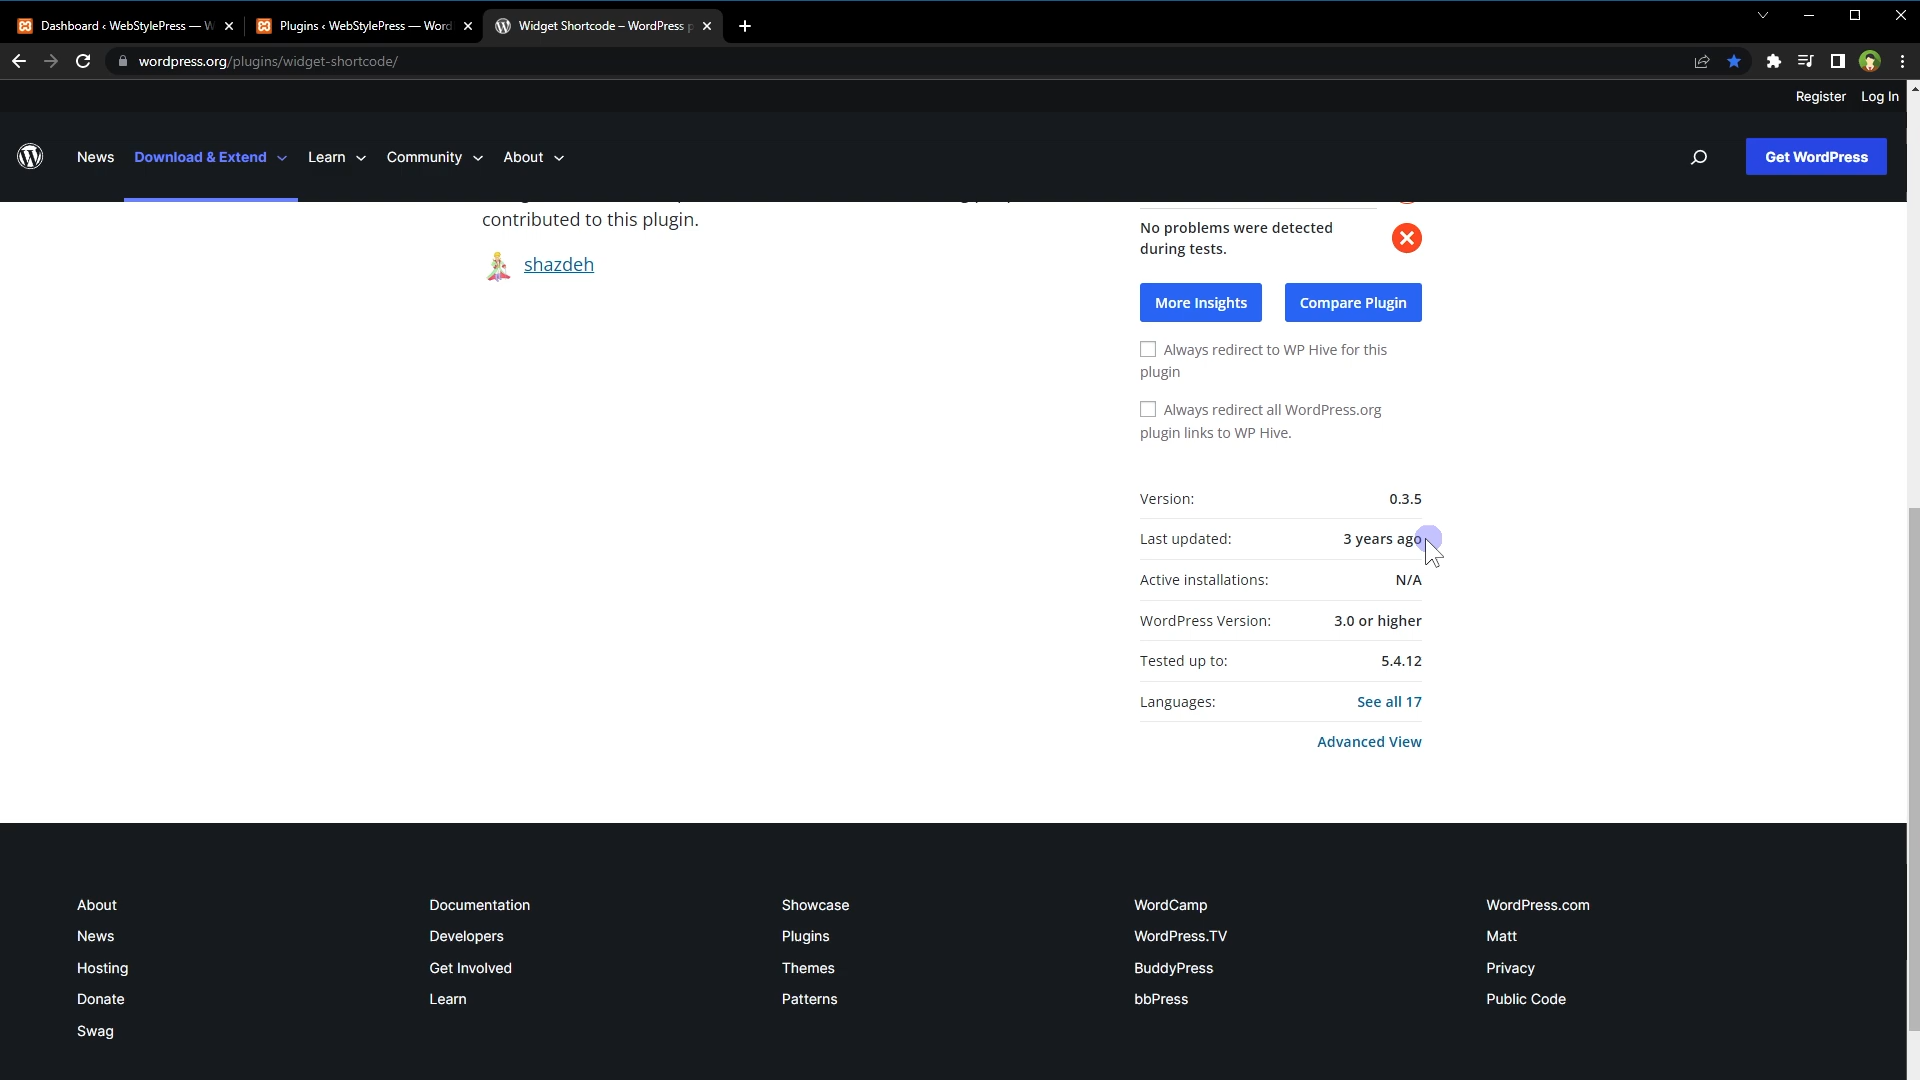 Dashboard ‹ WebStylePress — W
Plugins ‹ WebStylePress — Word
Widget Shortcode – WordPress p
wordpress.org/plugins/widget-shortcode/
Register Log In
News Download & Extend Learn Community About Get WordPress
contributed to this plugin.
shazdeh
No problems were detected
during tests.
More Insights Compare Plugin
Always redirect to WP Hive for this
plugin
Always redirect all WordPress.org
plugin links to WP Hive.
Version: 0.3.5
Last updated: 3 years ago
Active installations: N/A
WordPress Version: 3.0 or higher
Tested up to: 5.4.12
Languages: See all 17
Advanced View
About
News
Hosting
Donate
Swag
Documentation
Developers
Get Involved
Learn
Showcase
Plugins
Themes
Patterns
WordCamp
WordPress.TV
BuddyPress
bbPress
WordPress.com
Matt
Privacy
Public Code